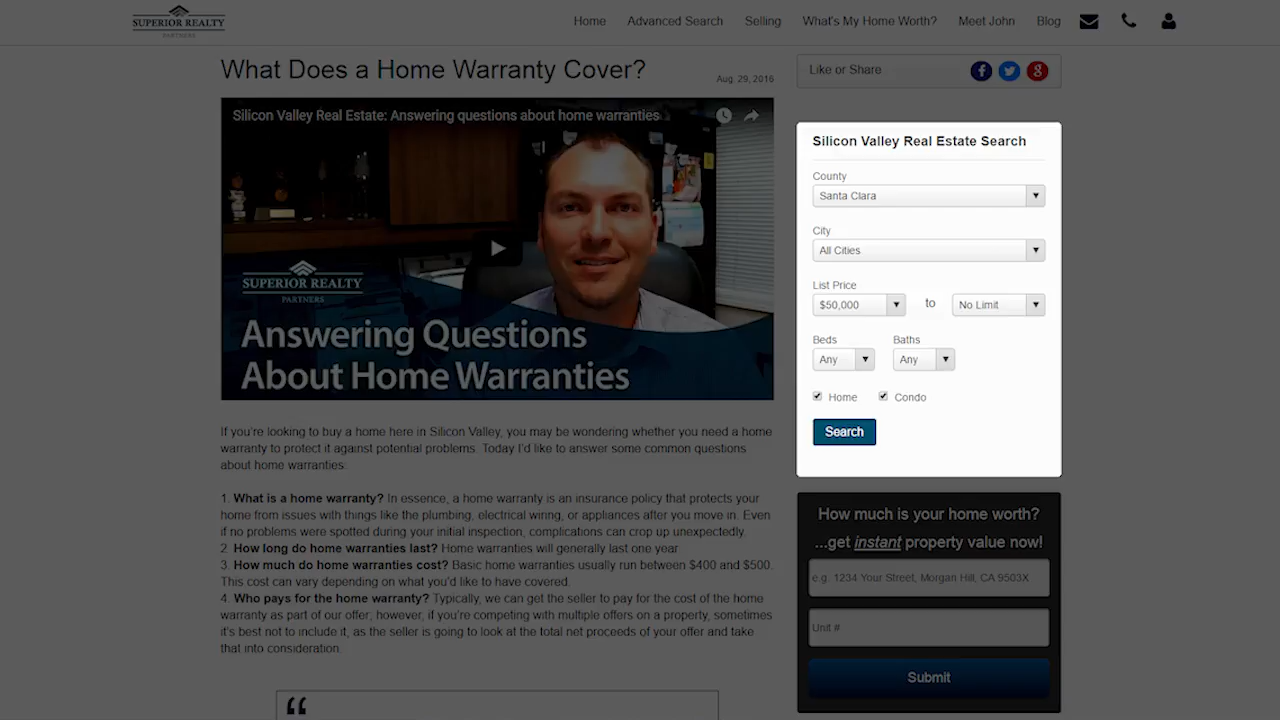 SUPERIOR REALTY
PARTNERS
Home Advanced Search Selling What's My Home Worth? Meet John Blog
What Does a Home Warranty Cover?
Aug. 29, 2016
Silicon Valley Real Estate: Answering questions about home warranties
SUPERIOR REALTY
PARTNERS
Answering Questions
About Home Warranties
If you're looking to buy a home here in Silicon Valley, you may be wondering whether you need a home
warranty to protect it against potential problems. Today I'd like to answer some common questions
about home warranties:
1. What is a home warranty? In essence, a home warranty is an insurance policy that protects your
home from issues with things like the plumbing, electrical wiring, or appliances after you move in. Even
if no problems were spotted during your initial inspection, complications can crop up unexpectedly.
2. How long do home warranties last? Home warranties will generally last one year.
3. How much do home warranties cost? Basic home warranties usually run between $400 and $500.
This cost can vary depending on what you'd like to have covered.
4. Who pays for the home warranty? Typically, we can get the seller to pay for the cost of the home
warranty as part of our offer; however, if you're competing with multiple offers on a property, sometimes
it's best not to include it, as the seller is going to look at the total net proceeds of your offer and take
that into consideration.
“
Like or Share
Silicon Valley Real Estate Search
County
Santa Clara
City
All Cities
List Price
$50,000 to No Limit
Beds Baths
Any Any
Home Condo
Search
How much is your home worth?
...get instant property value now!
e.g. 1234 Your Street, Morgan Hill, CA 9503X
Unit #
Submit